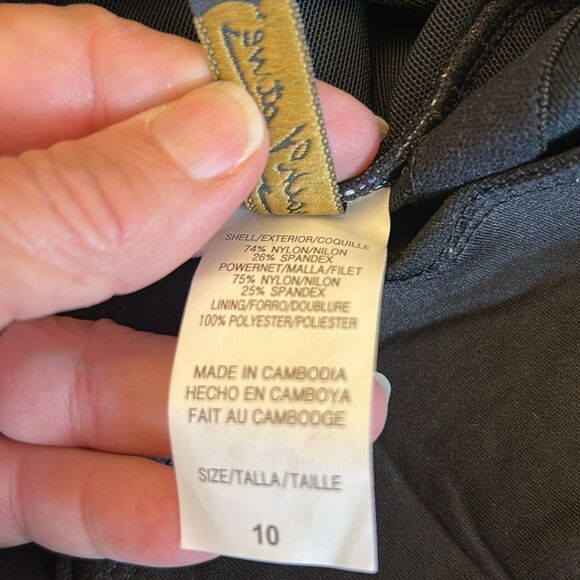 SHELL/EXTERIOR/COQUILLE
74% NYLON/NILON
26% SPANDEX
POWERNET/MALLA/FILET
75% NYLON/NILON
25% SPANDEX
LINING/FORRO/DOUBLURE
100% POLYESTER/POLIESTER
MADE IN CAMBODIA
HECHO EN CAMBOYA
FAIT AU CAMBODGE
SIZE/TALLA/TAILLE
10